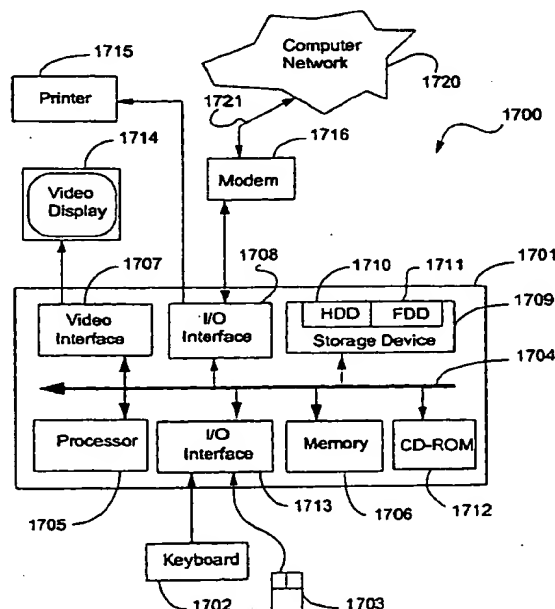 1715
Printer
Computer
Network
1720
1721
1700
1716
Modem
1714
Video
Display
1707
1708
1710
1711
1701
1709
Video
Interface
I/O
Interface
HDD
FDD
Storage Device
1704
Processor
I/O
Interface
Memory
CD-ROM
1705
1713
1706
1712
Keyboard
1702
1703